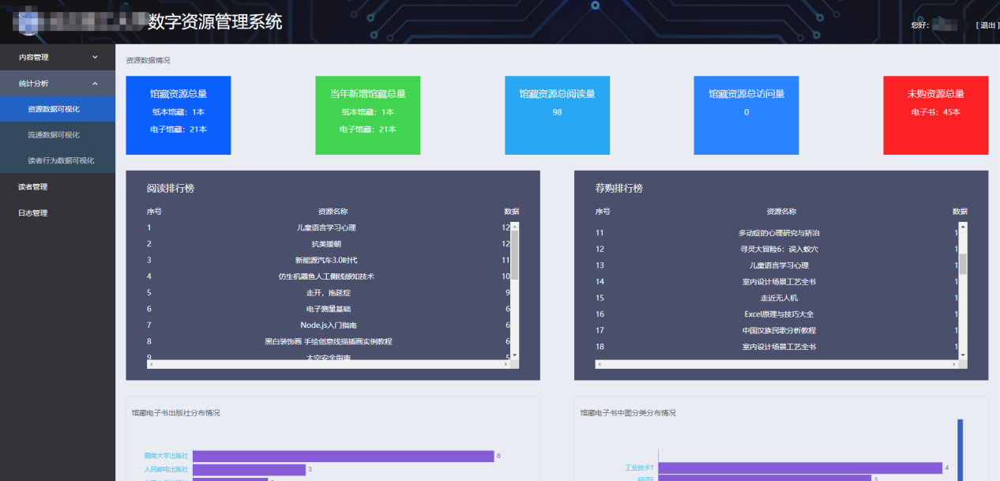 数字资源管理系统
您好: [ 退出 ]
内容管理
统计分析
资源数据可视化
流通数据可视化
读者行为数据可视化
读者管理
日志管理
资源数据情况
馆藏资源总量
纸本馆藏：1本
电子馆藏：21本
当年新增馆藏总量
纸本馆藏：1本
电子馆藏：21本
馆藏资源总阅读量
98
馆藏资源总访问量
0
未购资源总量
电子书：45本
阅读排行榜
序号 资源名称 数据
1 儿童语言学习心理 12
2 抗美援朝 12
3 新能源汽车3.0时代 11
4 仿生机器鱼人工侧线感知技术 10
5 走开，拖延症 9
6 电子测量基础 6
7 Node.js入门指南 6
8 黑白装饰画 手绘创意线描插画实例教程 6
9 太空安全指南 5
荐购排行榜
序号 资源名称 数据
11 多动症的心理研究与矫治 1
12 寻灵大冒险6：误入蚁穴 1
13 儿童语言学习心理 1
14 室内设计场景工艺全书 1
15 走近无人机 1
16 Excel原理与技巧大全 1
17 中国汉族民歌分析教程 1
18 室内设计场景工艺全书 1
馆藏电子书出版社分布情况
暨南大学出版社 8
人民邮电出版社 3
馆藏电子书中图分类分布情况
工业技术T 4
经济F 3